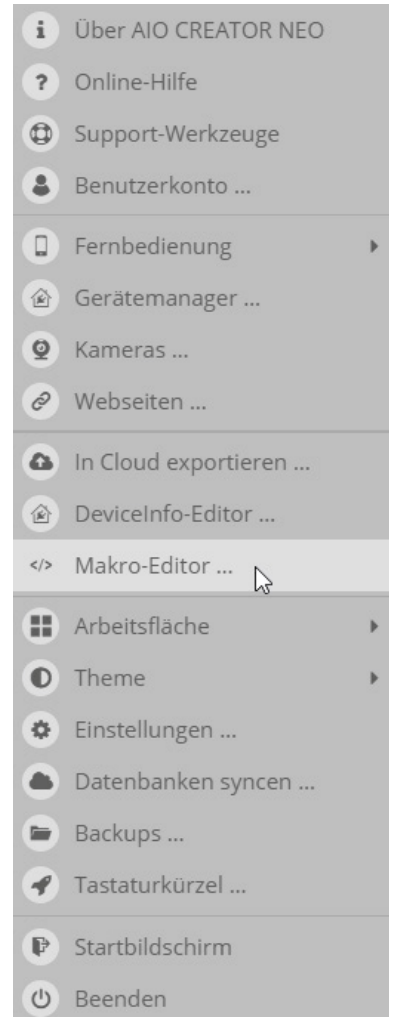 Über AIO CREATOR NEO
Online-Hilfe
Support-Werkzeuge
Benutzerkonto ...
Fernbedienung
Gerätemanager ...
Kameras ...
Webseiten ...
In Cloud exportieren ...
DeviceInfo-Editor ...
Makro-Editor ...
Arbeitsfläche
Theme
Einstellungen ...
Datenbanken syncen ...
Backups ...
Tastaturkürzel ...
Startbildschirm
Beenden